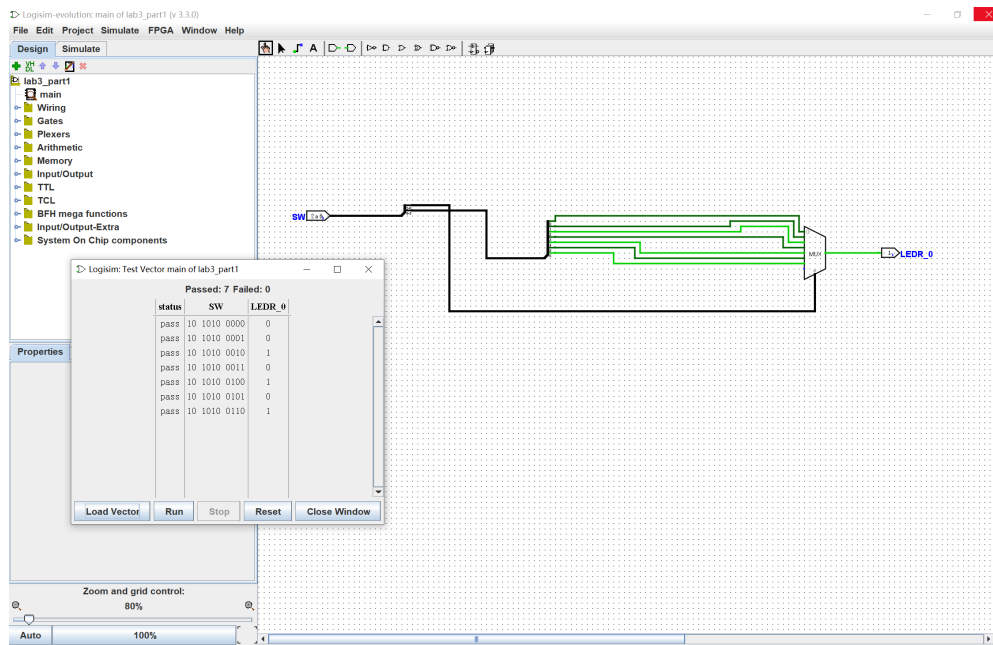 Logisim-evolution: main of lab3_part1 (v 3.3.0)
File Edit Project Simulate FPGA Window Help
Design Simulate
VH
DL
A
lab3_part1
main
Wiring
Gates
Plexers
Arithmetic
Memory
Input/Output
TTL
TCL
BFH mega functions
Input/Output-Extra
System On Chip components
SW
MUX
LEDR_0
Logisim: Test Vector main of lab3_part1
Passed: 7 Failed: 0
status SW LEDR_0
pass 10 1010 0000 0
pass 10 1010 0001 0
pass 10 1010 0010 1
pass 10 1010 0011 0
pass 10 1010 0100 1
pass 10 1010 0101 0
pass 10 1010 0110 1
Load Vector Run Stop Reset Close Window
Properties
Zoom and grid control:
80%
Auto 100%